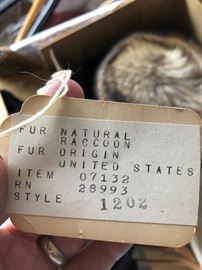 FUR NATURAL
RACCOON
FUR ORIGIN
UNITED STATES
ITEM 07132
RN 28993
STYLE 1202